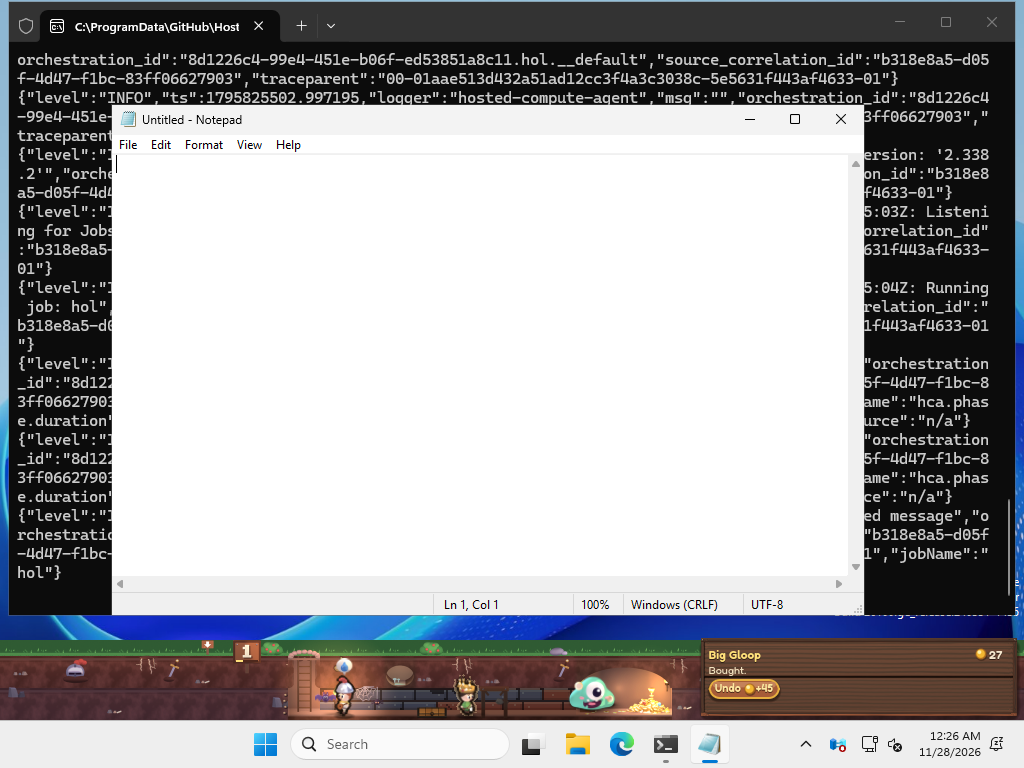 C:\ProgramData\GitHub\Host
orchestration_id":"8d1226c4-99e4-451e-b06f-ed53851a8c11.hol.__default","source_correlation_id":"b318e8a5-d05
f-4d47-f1bc-83ff06627903","traceparent":"00-01aae513d432a51ad12cc3f4a3c3038c-5e5631f443af4633-01"}
{"level":"INFO","ts":1795825502.997195,"logger":"hosted-compute-agent","msg":"","orchestration_id":"8d1226c4
-99e4-451e- 3ff06627903","
traceparent
{"level":"I ersion: '2.338
.2'","orche on_id":"b318e8
a5-d05f-4d4 f4633-01"}
{"level":"I 5:03Z: Listeni
ng for Jobs orrelation_id"
:"b318e8a5- 631f443af4633-
01"}
{"level":"I 5:04Z: Running
job: hol", relation_id":"
b318e8a5-d0 1f443af4633-01
"}
{"level":"I "orchestration
_id":"8d122 5f-4d47-f1bc-8
3ff06627903 ame":"hca.phas
e.duration" urce":"n/a"}
{"level":"I "orchestration
_id":"8d122 5f-4d47-f1bc-8
3ff06627903 ame":"hca.phas
e.duration" ce":"n/a"}
{"level":"I ed message","o
rchestratio "b318e8a5-d05f
-4d47-f1bc- 1","jobName":"
hol"}
Untitled - Notepad
File Edit Format View Help
Ln 1, Col 1 100% Windows (CRLF) UTF-8
1
Big Gloop 27
Bought.
Undo +45
Search
12:26 AM
11/28/2026